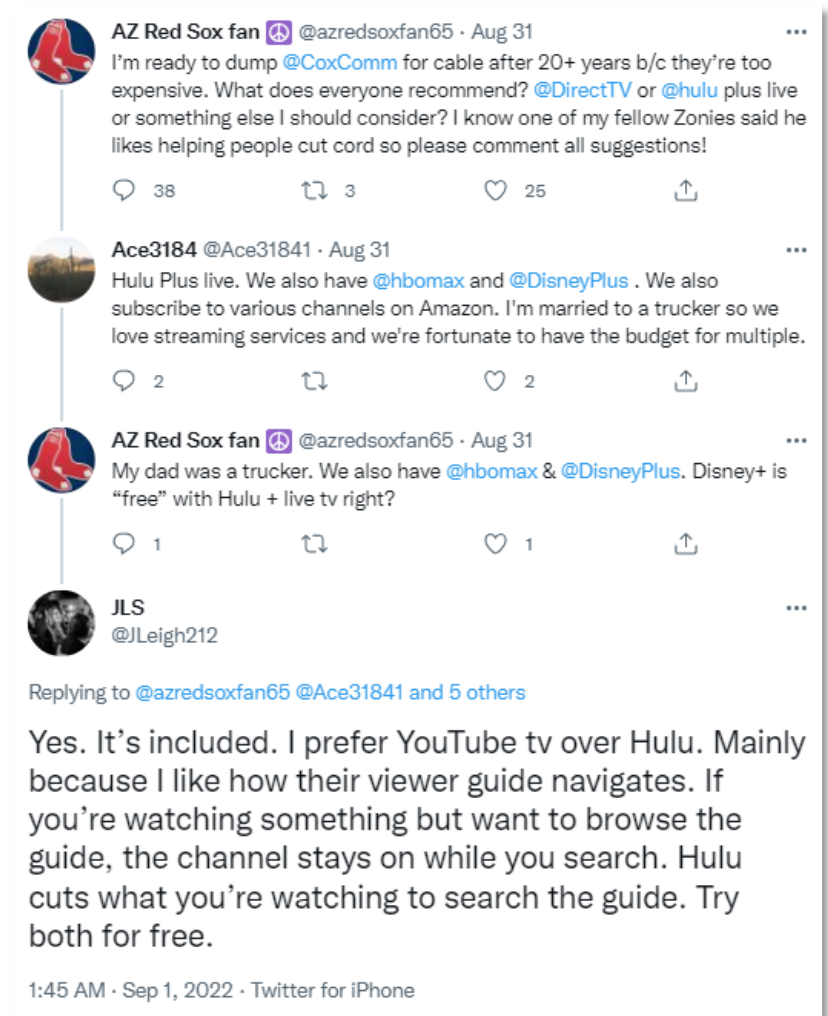 AZ Red Sox fan ☮ @azredsoxfan65 · Aug 31
I'm ready to dump @CoxComm for cable after 20+ years b/c they're too
expensive. What does everyone recommend? @DirectTV or @hulu plus live
or something else I should consider? I know one of my fellow Zonies said he
likes helping people cut cord so please comment all suggestions!
38 3 25
Ace3184 @Ace31841 · Aug 31
Hulu Plus live. We also have @hbomax and @DisneyPlus . We also
subscribe to various channels on Amazon. I'm married to a trucker so we
love streaming services and we're fortunate to have the budget for multiple.
2 2
AZ Red Sox fan ☮ @azredsoxfan65 · Aug 31
My dad was a trucker. We also have @hbomax & @DisneyPlus. Disney+ is
“free” with Hulu + live tv right?
1 1
JLS
@JLeigh212
Replying to @azredsoxfan65 @Ace31841 and 5 others
Yes. It’s included. I prefer YouTube tv over Hulu. Mainly
because I like how their viewer guide navigates. If
you’re watching something but want to browse the
guide, the channel stays on while you search. Hulu
cuts what you’re watching to search the guide. Try
both for free.
1:45 AM · Sep 1, 2022 · Twitter for iPhone